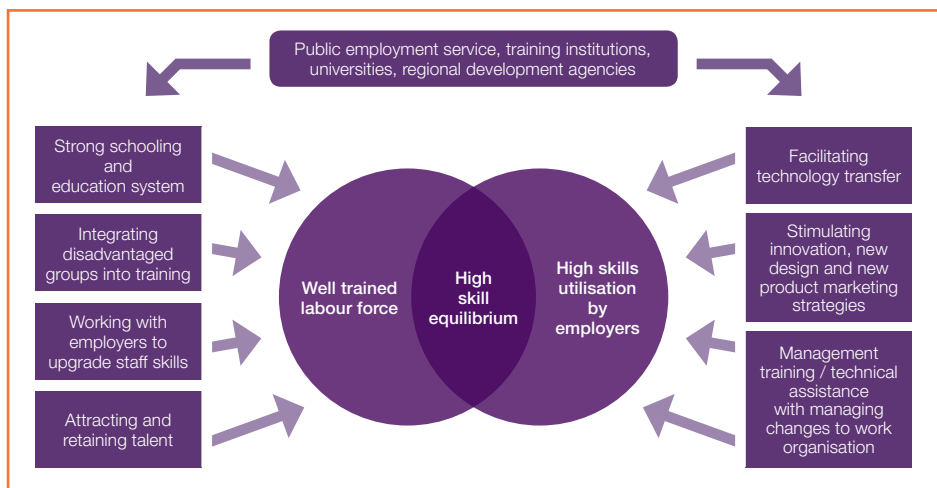 Public employment service, training institutions,
universities, regional development agencies
Strong schooling
and
education system
Integrating
disadvantaged
groups into training
Working with
employers to
upgrade staff skills
Attracting and
retaining talent
Well trained
labour force
High
skill
equilibrium
High skills
utilisation
by
employers
Facilitating
technology transfer
Stimulating
innovation, new
design and new
product marketing
strategies
Management
training / technical
assistance
with managing
changes to work
organisation